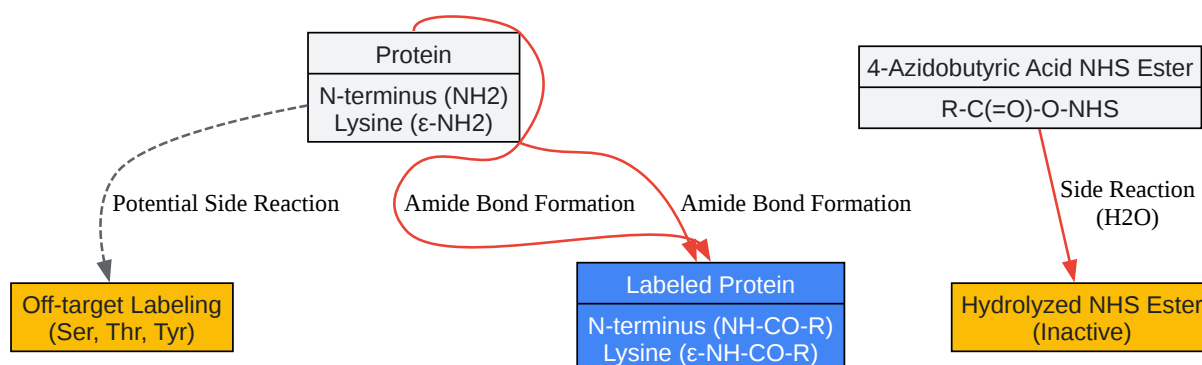 Protein
N-terminus (NH2)
Lysine (ε-NH2)
4-Azidobutyric Acid NHS Ester
R-C(=O)-O-NHS
Potential Side Reaction
Amide Bond Formation
Amide Bond Formation
Side Reaction
(H2O)
Off-target Labeling
(Ser, Thr, Tyr)
Labeled Protein
N-terminus (NH-CO-R)
Lysine (ε-NH-CO-R)
Hydrolyzed NHS Ester
(Inactive)